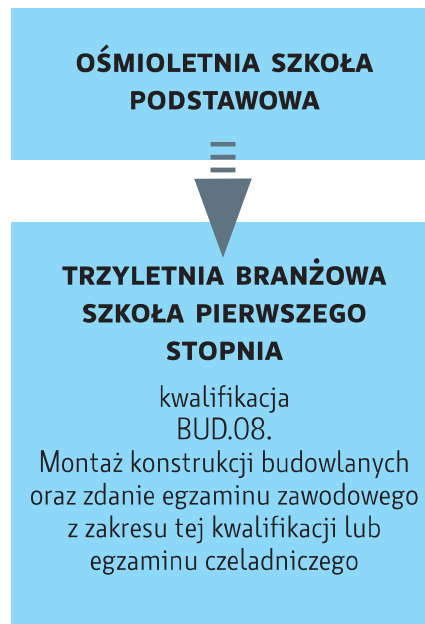 OŚMIOLETNIA SZKOŁA
PODSTAWOWA
TRZYLETNIA BRANŻOWA
SZKOŁA PIERWSZEGO
STOPNIA
kwalifikacja
BUD.08.
Montaż konstrukcji budowlanych
oraz zdanie egzaminu zawodowego
z zakresu tej kwalifikacji lub
egzaminu czeladniczego